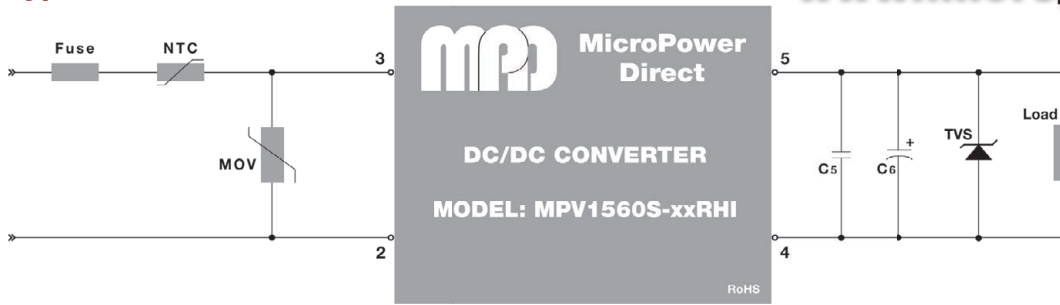 Fuse
NTC
3
MOV
2
MPD
MicroPower
Direct
DC/DC CONVERTER
MODEL: MPV1560S-xxRHI
RoHS
5
C5
C6
+
TVS
Load
4